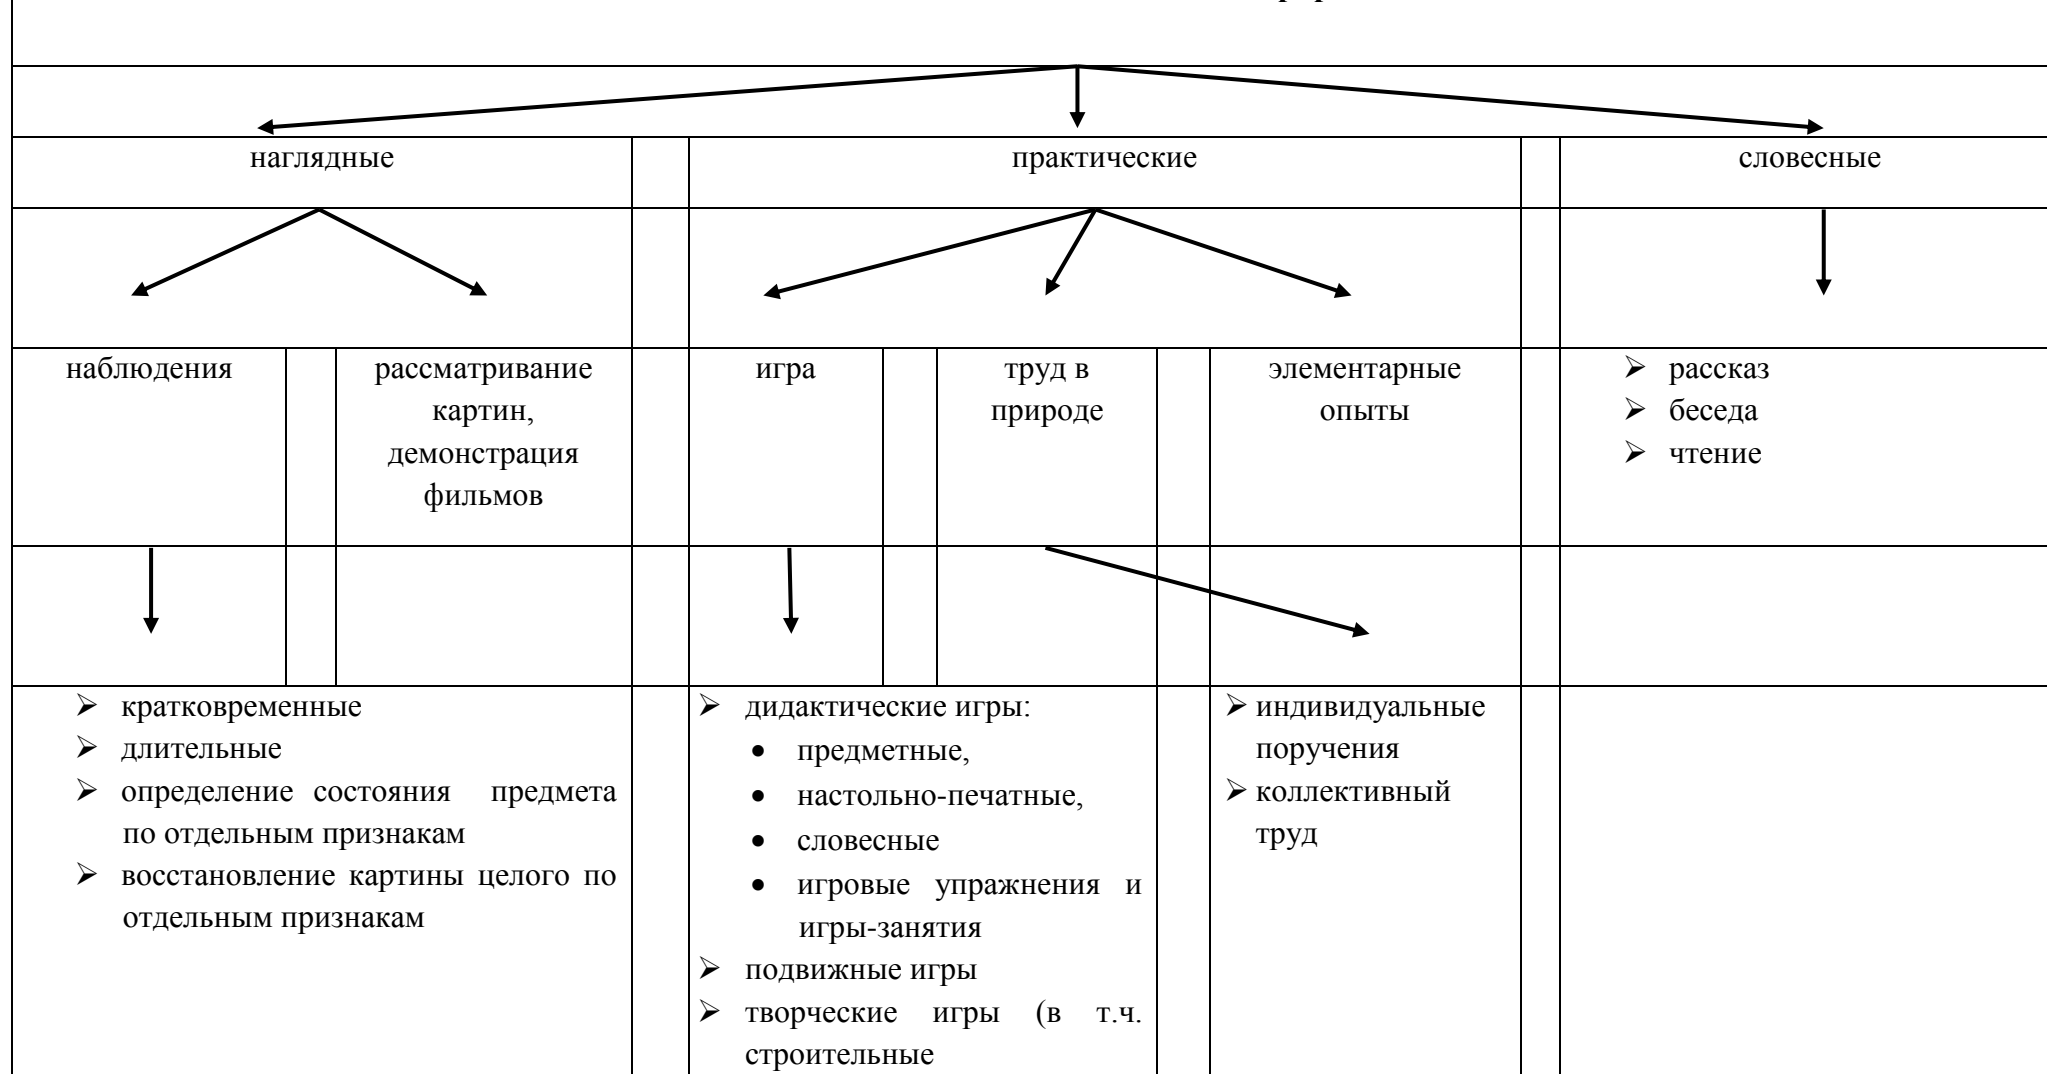 наглядные
практические
словесные
наблюдения
рассматривание
картин,
демонстрация
фильмов
игра
труд в
природе
элементарные
опыты
➢ рассказ
➢ беседа
➢ чтение
➢ кратковременные
➢ длительные
➢ определение состояния предмета
по отдельным признакам
➢ восстановление картины целого по
отдельным признакам
➢ дидактические игры:
• предметные,
• настольно-печатные,
• словесные
• игровые упражнения и
игры-занятия
➢ подвижные игры
➢ творческие игры (в т.ч.
строительные
➢ индивидуальные
поручения
➢ коллективный
труд